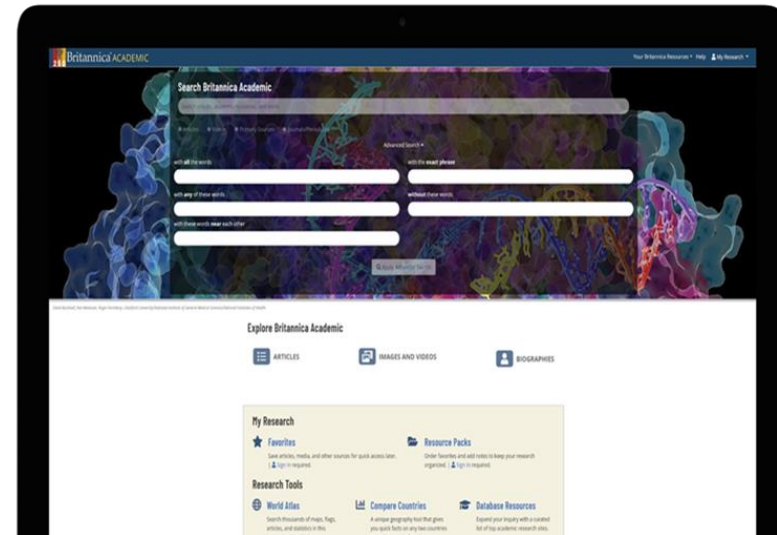 Britannica ACADEMIC
Your Britannica Resources Help My Research
Search Britannica Academic
Articles Primary Sources
Advanced Search
with all the words with the exact phrase
with any of these words without these words
with these words near each other
Explore Britannica Academic
ARTICLES IMAGES AND VIDEOS BIOGRAPHIES
My Research
Favorites Resource Packs
Save articles, media, and other sources for quick access later. Order favorites and add notes to keep your research
| Sign in required. organized. | Sign in required.
Research Tools
World Atlas Compare Countries Database Resources
Search thousands of maps, flags, A unique geography tool that gives Expand your inquiry with a curated
articles, and statistics in this you quick facts on any two countries list of top academic research sites.